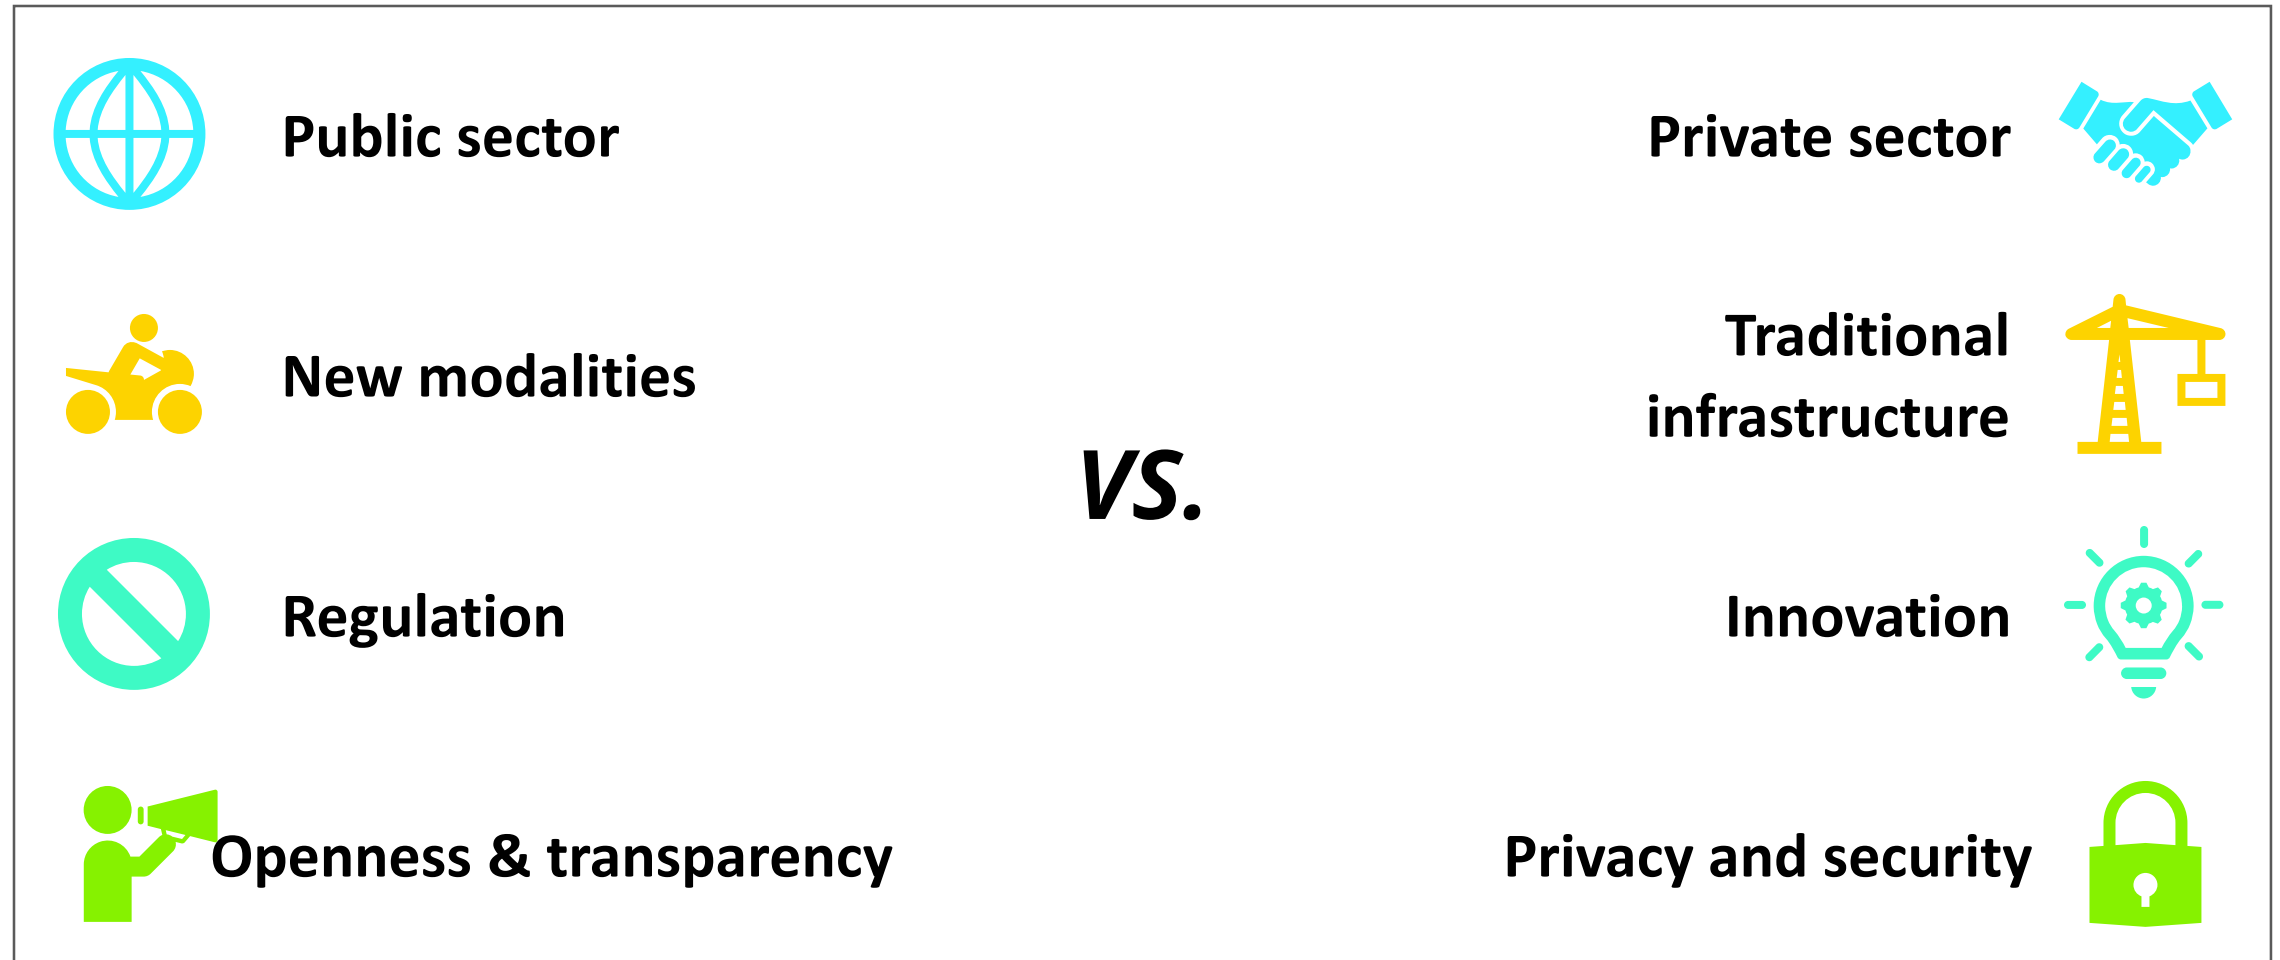 Public sector
Private sector
New modalities
Traditional
infrastructure
vs.
Regulation
Innovation
Openness & transparency
Privacy and security